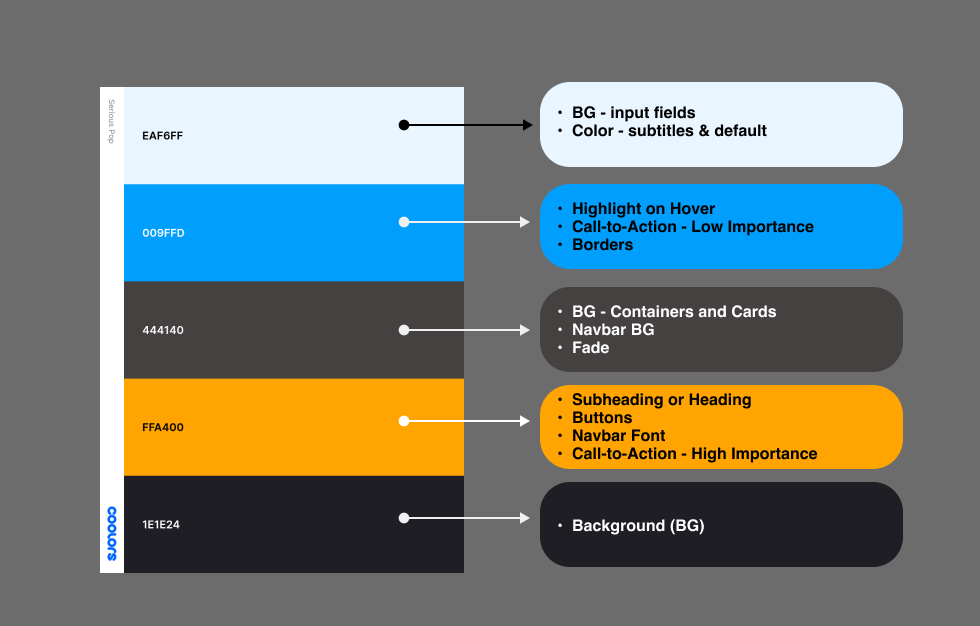 Serious Pop
EAF6FF
• BG - input fields
• Color - subtitles & default
009FFD
• Highlight on Hover
• Call-to-Action - Low Importance
• Borders
444140
• BG - Containers and Cards
• Navbar BG
• Fade
FFA400
• Subheading or Heading
• Buttons
• Navbar Font
• Call-to-Action - High Importance
1E1E24
• Background (BG)
coolors